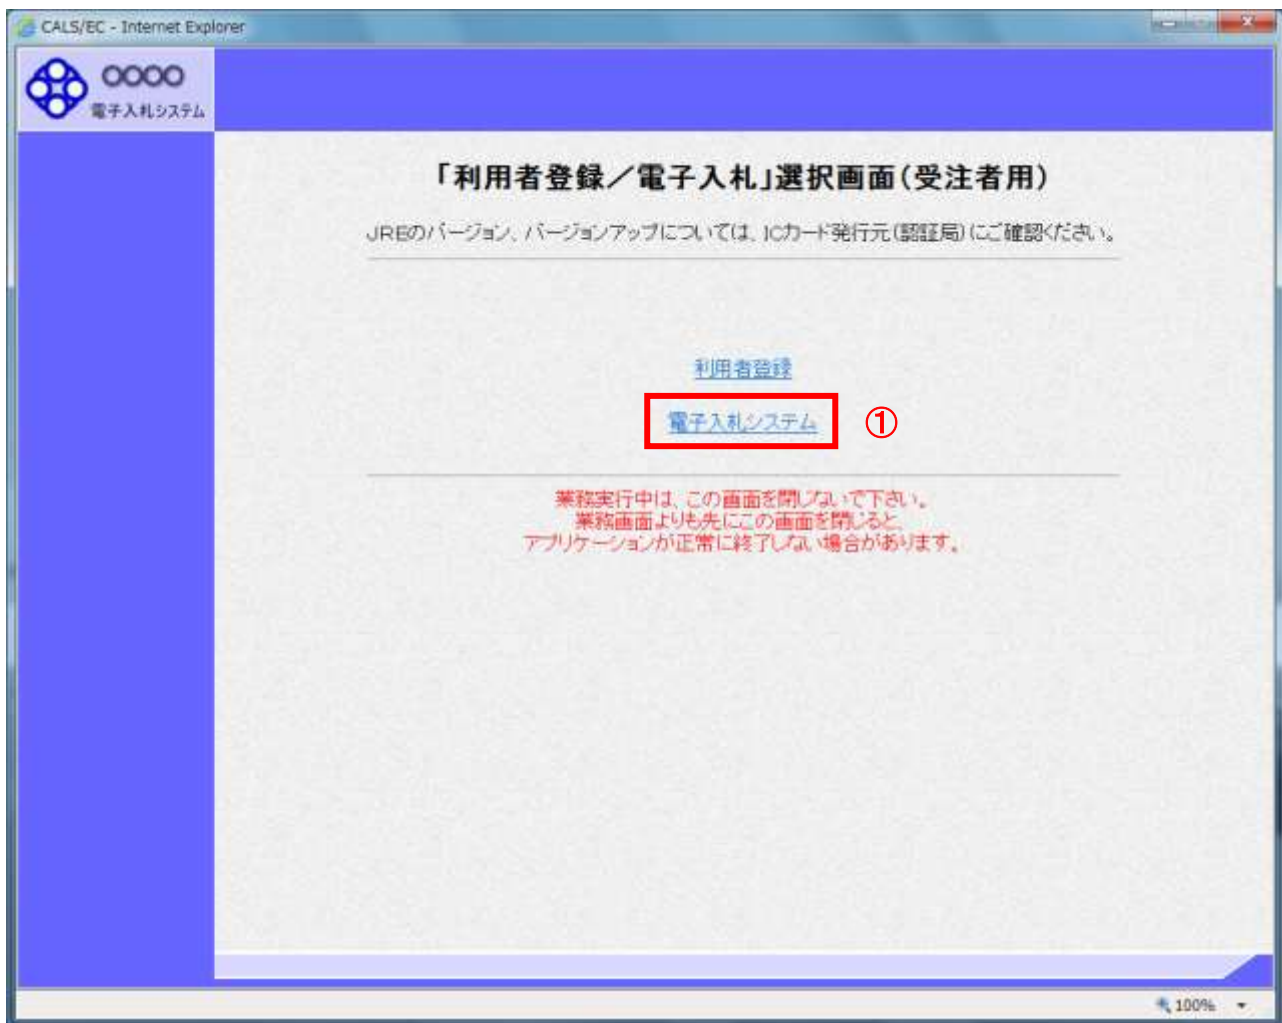 CALS/EC - Internet Explorer
○○○○
電子入札システム
「利用者登録／電子入札」選択画面（受注者用）
JREのバージョン、バージョンアップについては、ICカード発行元（認証局）にご確認ください。
利用者登録
電子入札システム ①
業務実行中は、この画面を閉じないで下さい。
業務画面よりも先にこの画面を閉じると、
アプリケーションが正常に終了しない場合があります。
100%